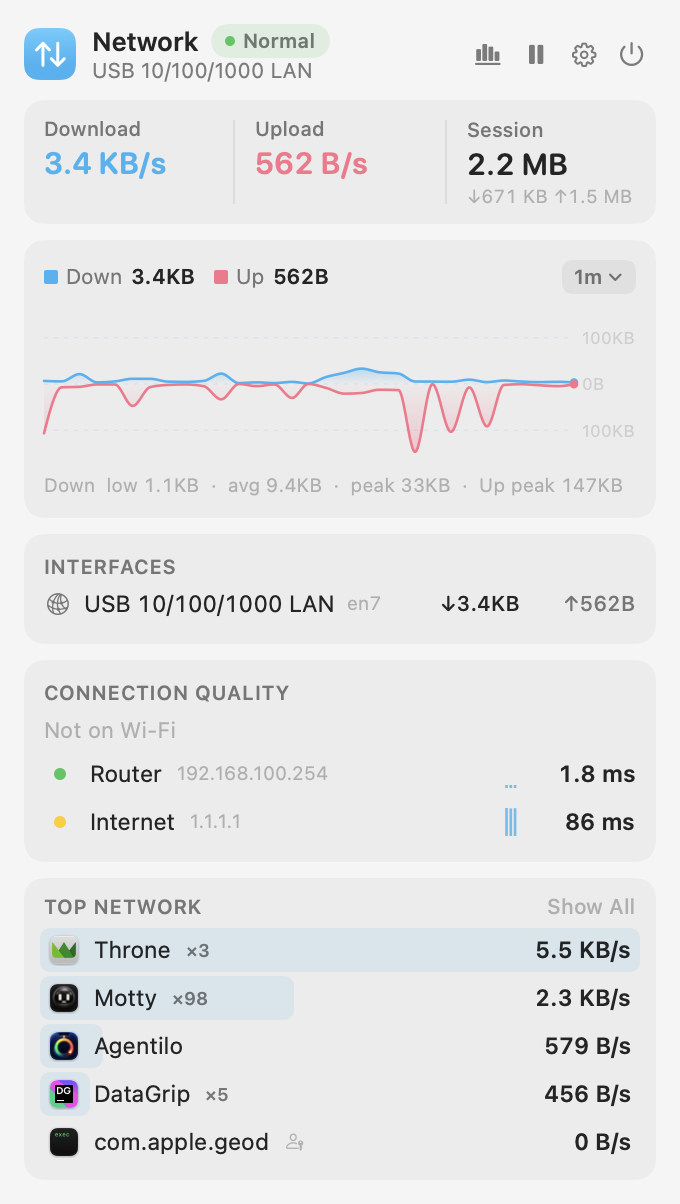 Network
Normal
USB 10/100/1000 LAN
Download
3.4 KB/s
Upload
562 B/s
Session
2.2 MB
↓671 KB ↑1.5 MB
Down 3.4KB Up 562B
1m
100KB
0B
100KB
Down low 1.1KB · avg 9.4KB · peak 33KB · Up peak 147KB
INTERFACES
USB 10/100/1000 LAN en7 ↓3.4KB ↑562B
CONNECTION QUALITY
Not on Wi-Fi
Router 192.168.100.254 1.8 ms
Internet 1.1.1.1 86 ms
TOP NETWORK Show All
Throne ×3 5.5 KB/s
Motty ×98 2.3 KB/s
Agentilo 579 B/s
DG
DataGrip ×5 456 B/s
exec
com.apple.geod 0 B/s